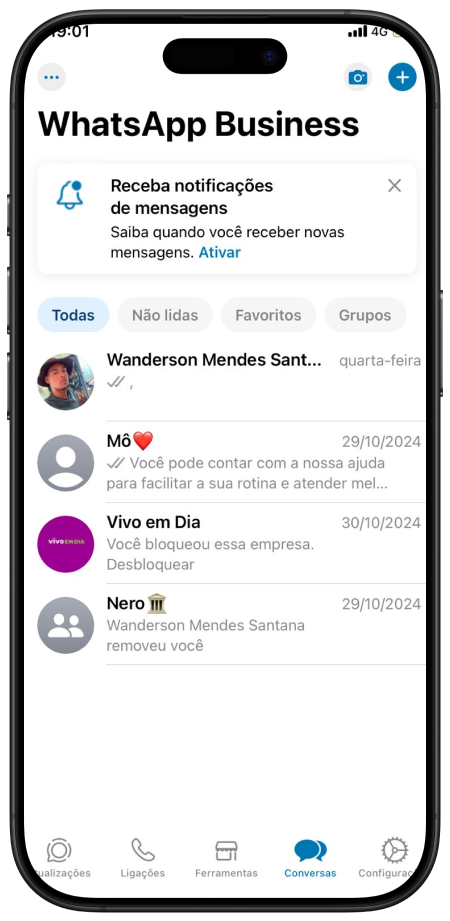 19:01
4G
WhatsApp Business
Receba notificações
de mensagens
Saiba quando você receber novas
mensagens. Ativar
Todas
Não lidas
Favoritos
Grupos
Wanderson Mendes Sant...
quarta-feira
,
Mô❤️
29/10/2024
Você pode contar com a nossa ajuda
para facilitar a sua rotina e atender mel...
vivo EM DIA
Vivo em Dia
30/10/2024
Você bloqueou essa empresa.
Desbloquear
Nero🏛️
29/10/2024
Wanderson Mendes Santana
removeu você
ualizações
Ligações
Ferramentas
Conversas
Configuraç